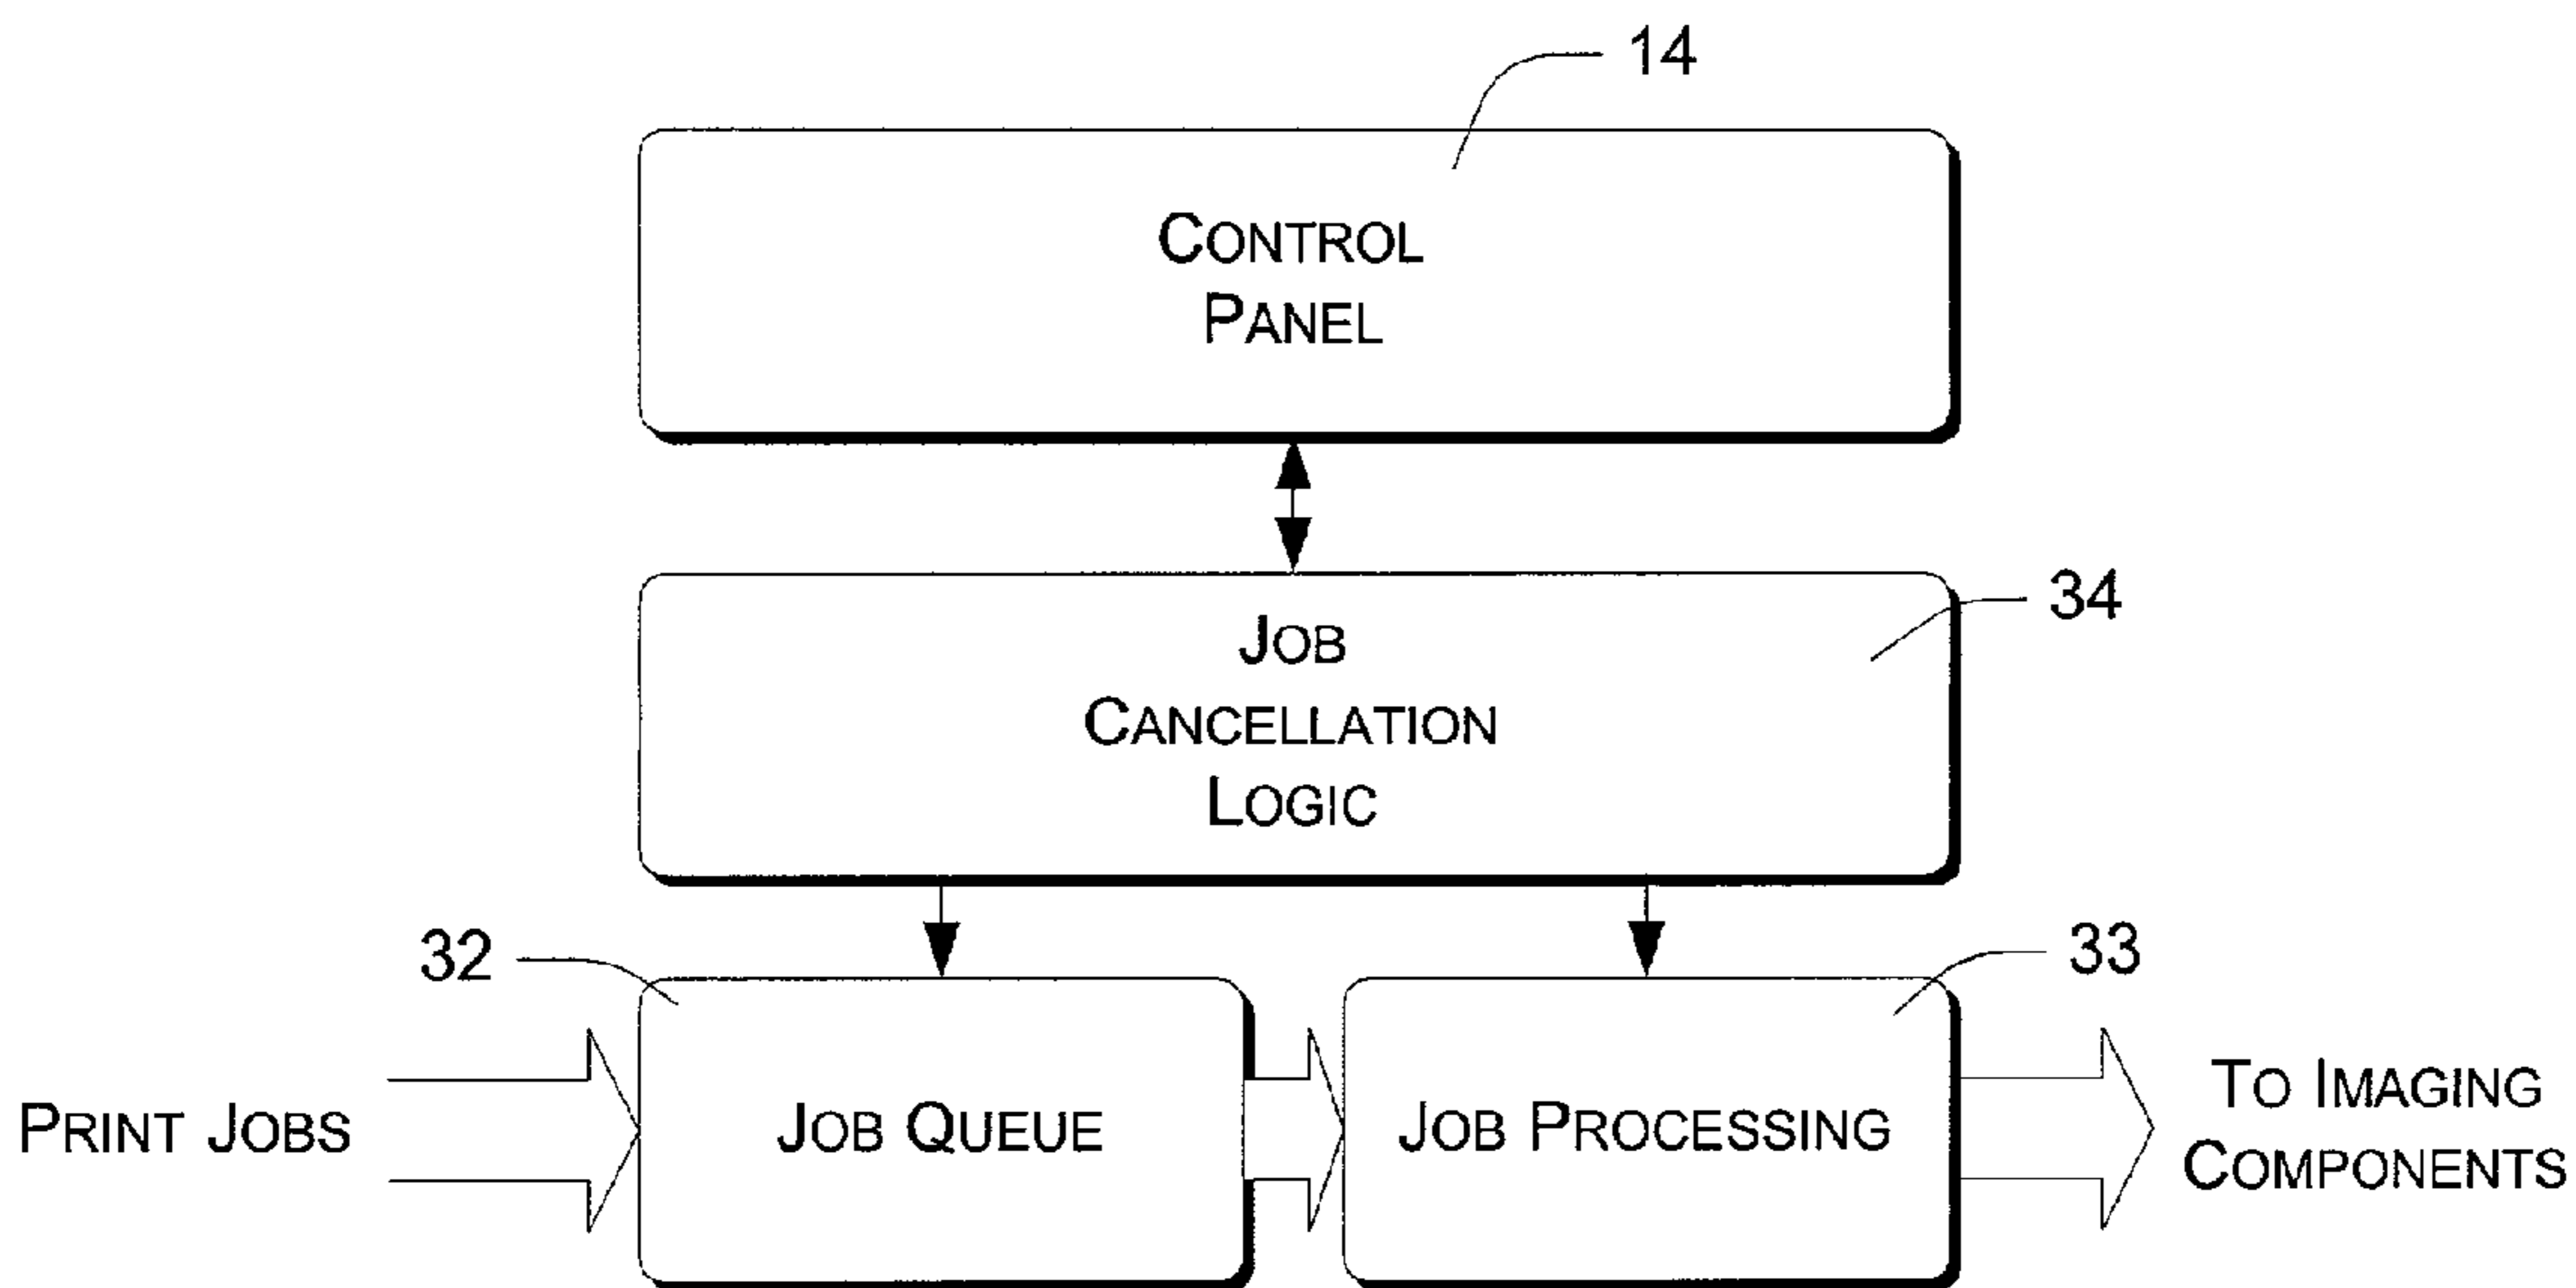 14
CONTROL
PANEL
34
JOB
CANCELLATION
LOGIC
32
33
PRINT JOBS
JOB QUEUE
JOB PROCESSING
TO IMAGING
COMPONENTS